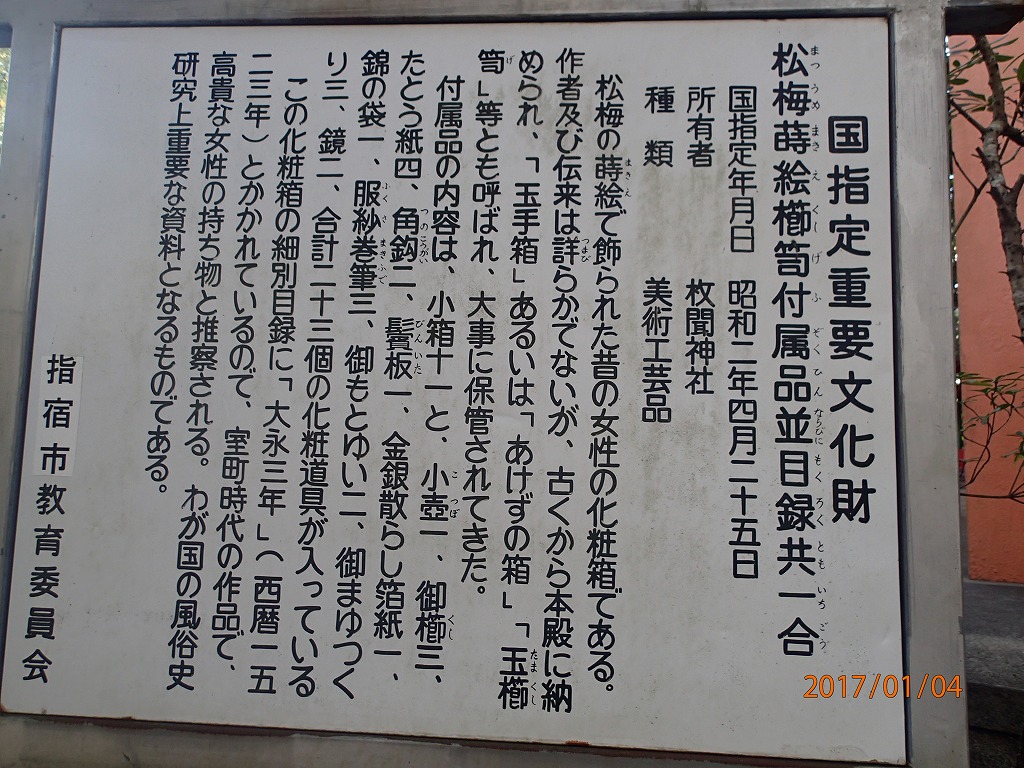 国指定重要文化財
松梅蒔絵櫛笥付属品並目録共一合
国指定年月日 昭和二年四月二十五日
所有者 枚聞神社
種類 美術工芸品
松梅の蒔絵で飾られた昔の女性の化粧箱である。
作者及び伝来は詳らかでないが、古くから本殿に納
められ、「玉手箱」あるいは「あけずの箱」「玉櫛
笥」等とも呼ばれ、大事に保管されてきた。
付属品の内容は、小箱十一と、小壺一、御櫛三、
たとう紙四、角鈎二、鬢板一、金銀散らし箔紙一、
錦の袋一、服紗巻筆三、御もとゆい二、御まゆつく
り三、鏡二、合計二十三個の化粧道具が入っている
この化粧箱の細別目録に「大永三年」(西暦一五
二三年)とかかれているので、室町時代の作品で、
高貴な女性の持ち物と推察される。わが国の風俗史
研究上重要な資料となるものである。
指宿市教育委員会
2017/01/04